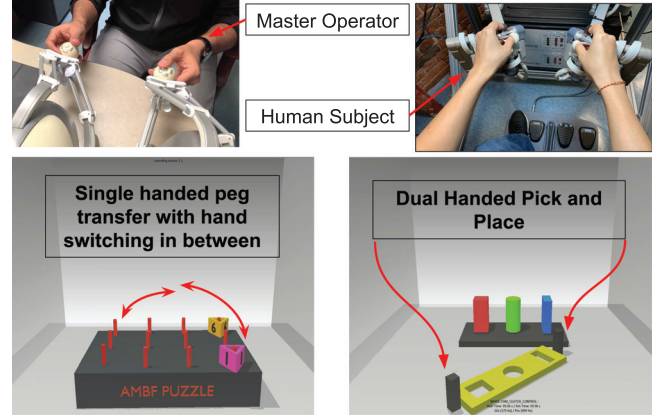 Master Operator
Human Subject
Single handed peg
transfer with hand
switching in between
Dual Handed Pick and
Place
6
1
AMBF PUZZLE